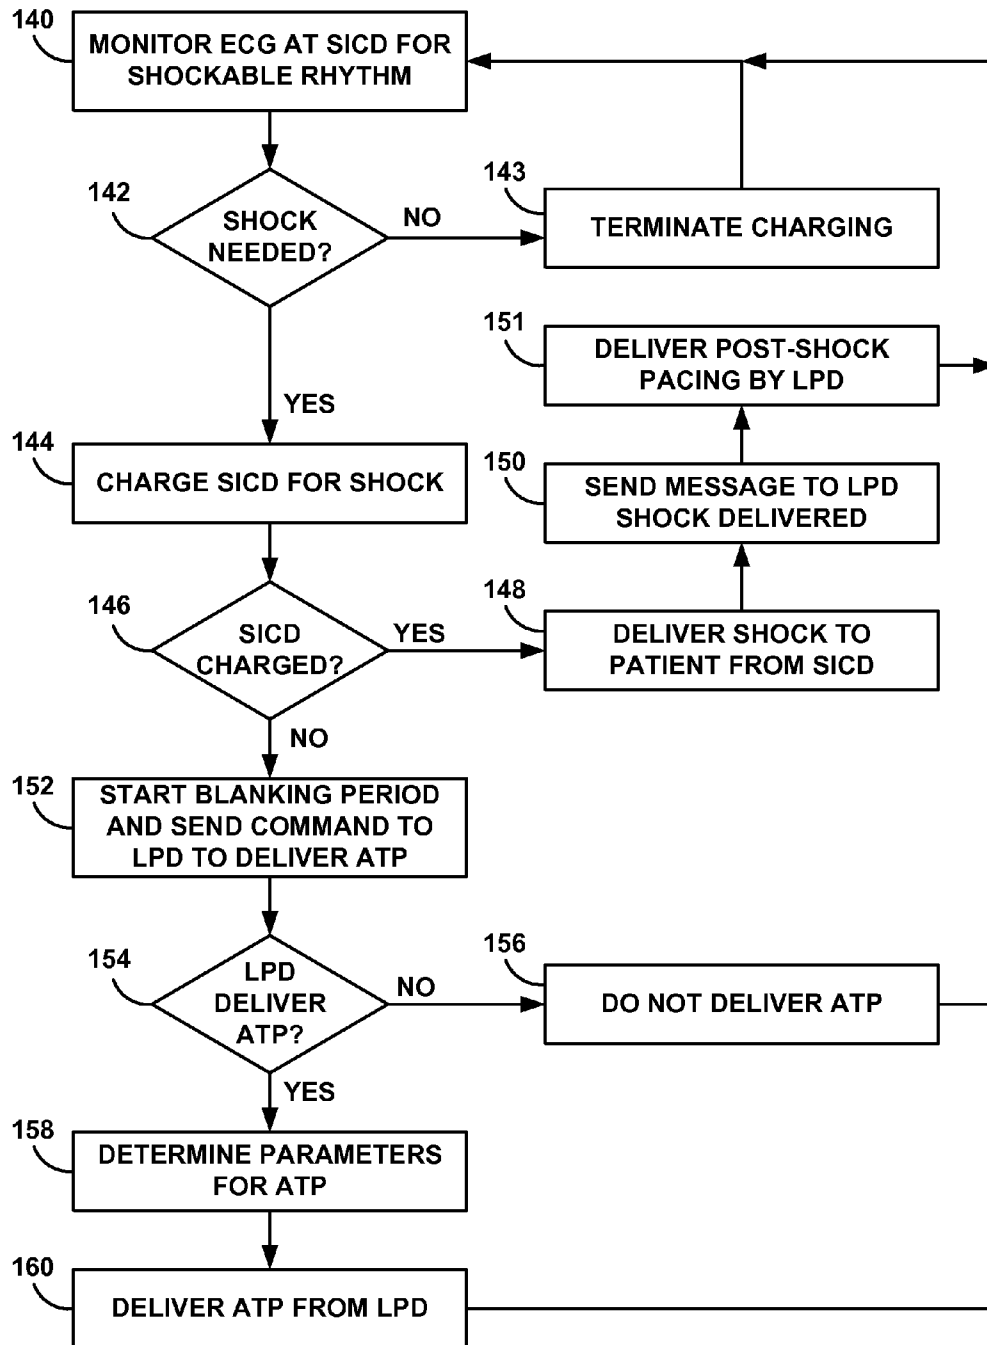 140
MONITOR ECG AT SICD FOR
SHOCKABLE RHYTHM
142
SHOCK
NEEDED?
NO
143
TERMINATE CHARGING
YES
144
CHARGE SICD FOR SHOCK
146
SICD
CHARGED?
YES
148
DELIVER SHOCK TO
PATIENT FROM SICD
150
SEND MESSAGE TO LPD
SHOCK DELIVERED
151
DELIVER POST-SHOCK
PACING BY LPD
NO
152
START BLANKING PERIOD
AND SEND COMMAND TO
LPD TO DELIVER ATP
154
LPD
DELIVER
ATP?
NO
156
DO NOT DELIVER ATP
YES
158
DETERMINE PARAMETERS
FOR ATP
160
DELIVER ATP FROM LPD